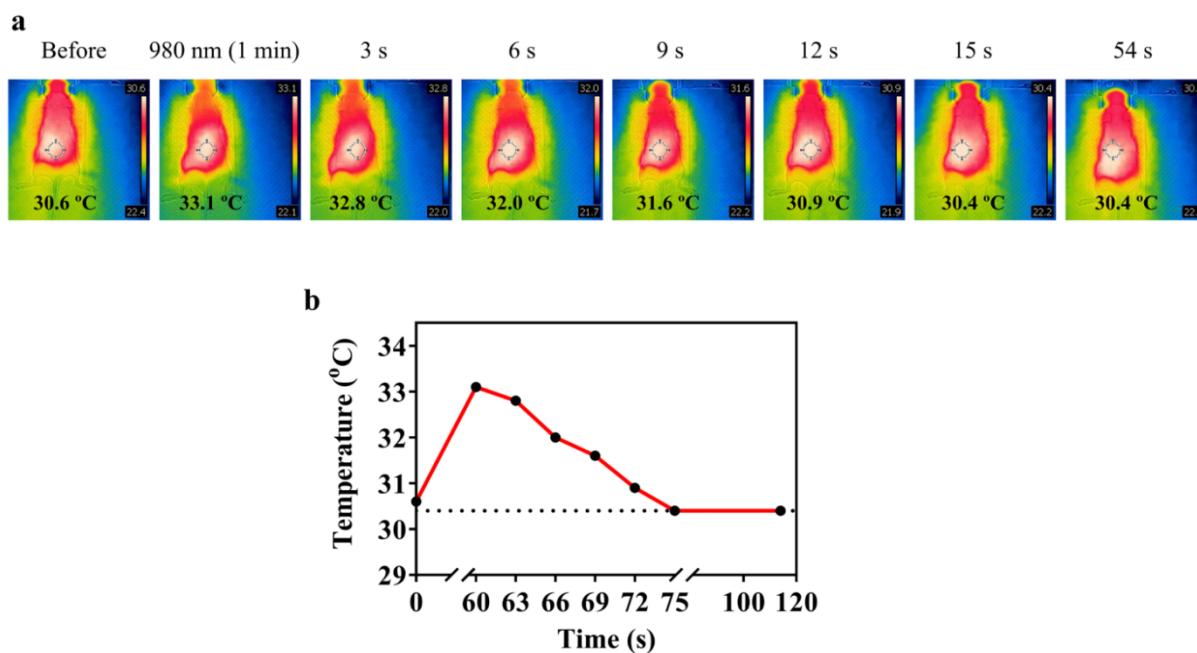 a
Before 980 nm (1 min) 3 s 6 s 9 s 12 s 15 s 54 s
30.6 33.1 32.8 32.0 31.6 30.9 30.4
30.6 ºC 33.1 ºC 32.8 ºC 32.0 ºC 31.6 ºC 30.9 ºC 30.4 ºC 30.4 ºC
22.4 22.1 22.0 21.7 22.2 21.9 22.2
b
Temperature (ºC)
34
33
32
31
30
29
0 60 63 66 69 72 75 100 120
Time (s)